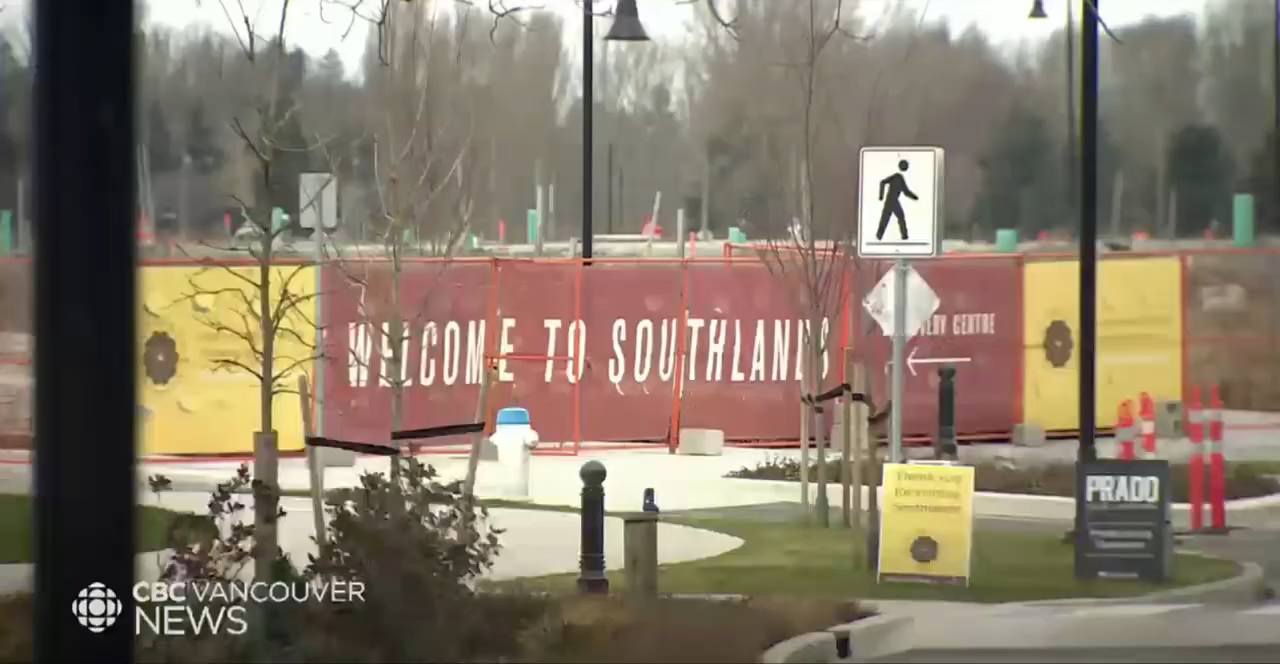 WELCOME TO SOUTHLANDS
CENTRE
PRADO
CBC VANCOUVER
NEWS